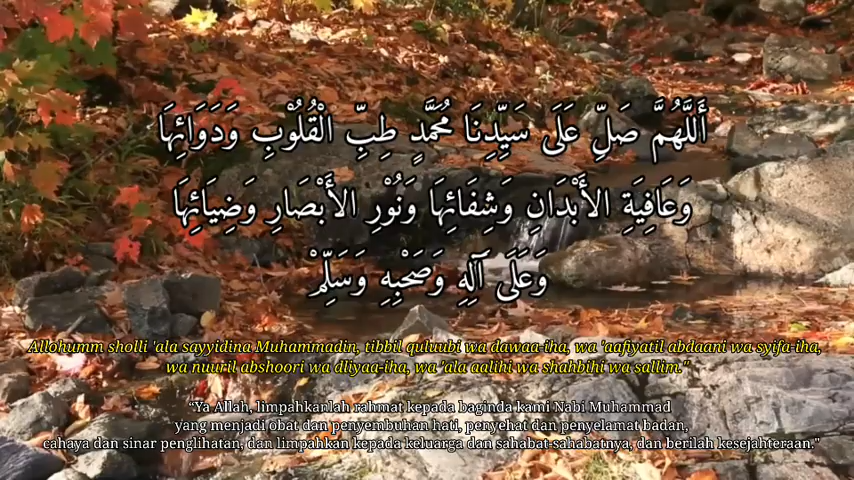 أَللَّهُمَّ صَلِّ عَلَى سَيِّدِنَا مُحَمَّدٍ طِبِّ الْقُلُوْبِ وَدَوَائِهَا
وَعَافِيَةِ الأَبْدَانِ وَشِفَائِهَا وَنُوْرِ الأَبْصَارِ وَضِيَائِهَا
وَعَلَى آلِهِ وَصَحْبِهِ وَسَلِّمْ
Allohumm sholli 'ala sayyidina Muhammadin, tibbil quluubi wa dawaa-iha, wa 'aafiyatil abdaani wa syifa-iha,
wa nuuril abshoori wa dliyaa-iha, wa 'ala aalihi wa shahbihi wa sallim."
"Ya Allah, limpahkanlah rahmat kepada baginda kami Nabi Muhammad
yang menjadi obat dan penyembuhan hati, penyehat dan penyelamat badan,
cahaya dan sinar penglihatan, dan limpahkan kepada keluarga dan sahabat-sahabatnya, dan berilah kesejahteraan."